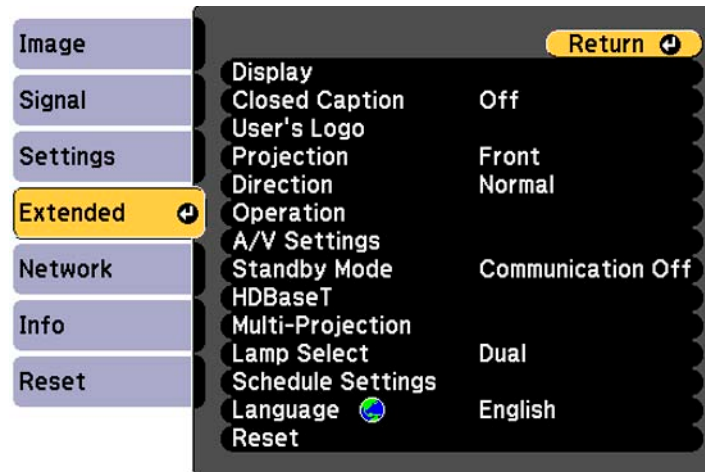 Image
Signal
Settings
Extended
Network
Info
Reset
Return
Display
Closed Caption Off
User's Logo
Projection Front
Direction Normal
Operation
A/V Settings
Standby Mode Communication Off
HDBaseT
Multi-Projection
Lamp Select Dual
Schedule Settings
Language English
Reset